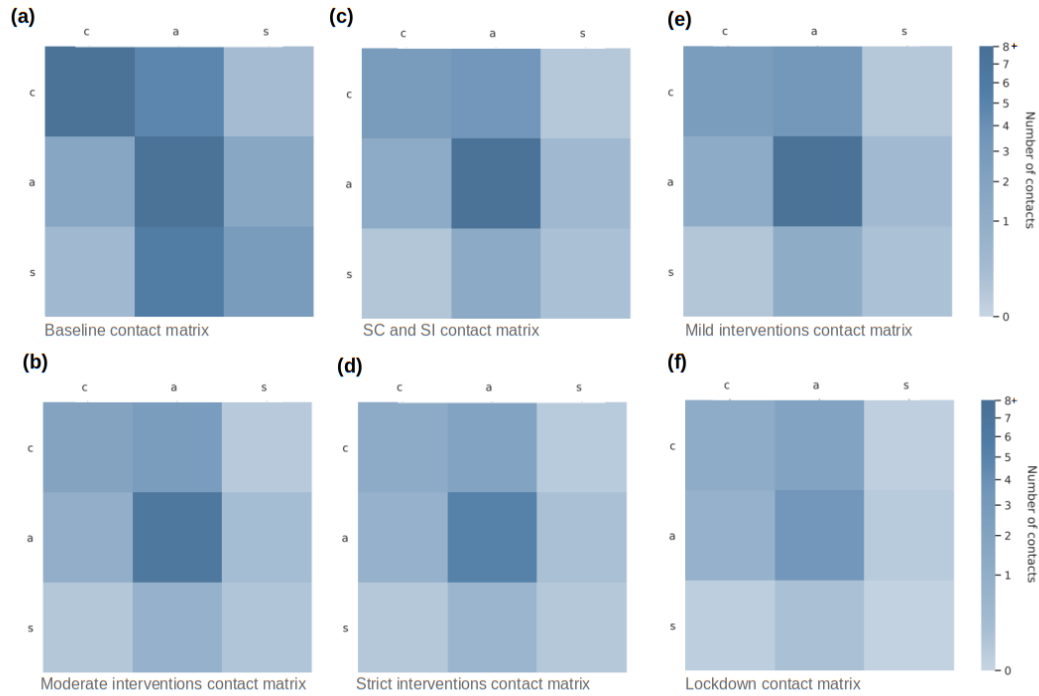 (a)
(c)
(e)
c a s
c a s
c a s
c
a
s
c
a
s
c
a
s
8+
7
6
5
4
3
2
1
0
Number of contacts
Baseline contact matrix
SC and SI contact matrix
Mild interventions contact matrix
(b)
(d)
(f)
c a s
c a s
c a s
c
a
s
c
a
s
c
a
s
8+
7
6
5
4
3
2
1
0
Number of contacts
Moderate interventions contact matrix
Strict interventions contact matrix
Lockdown contact matrix